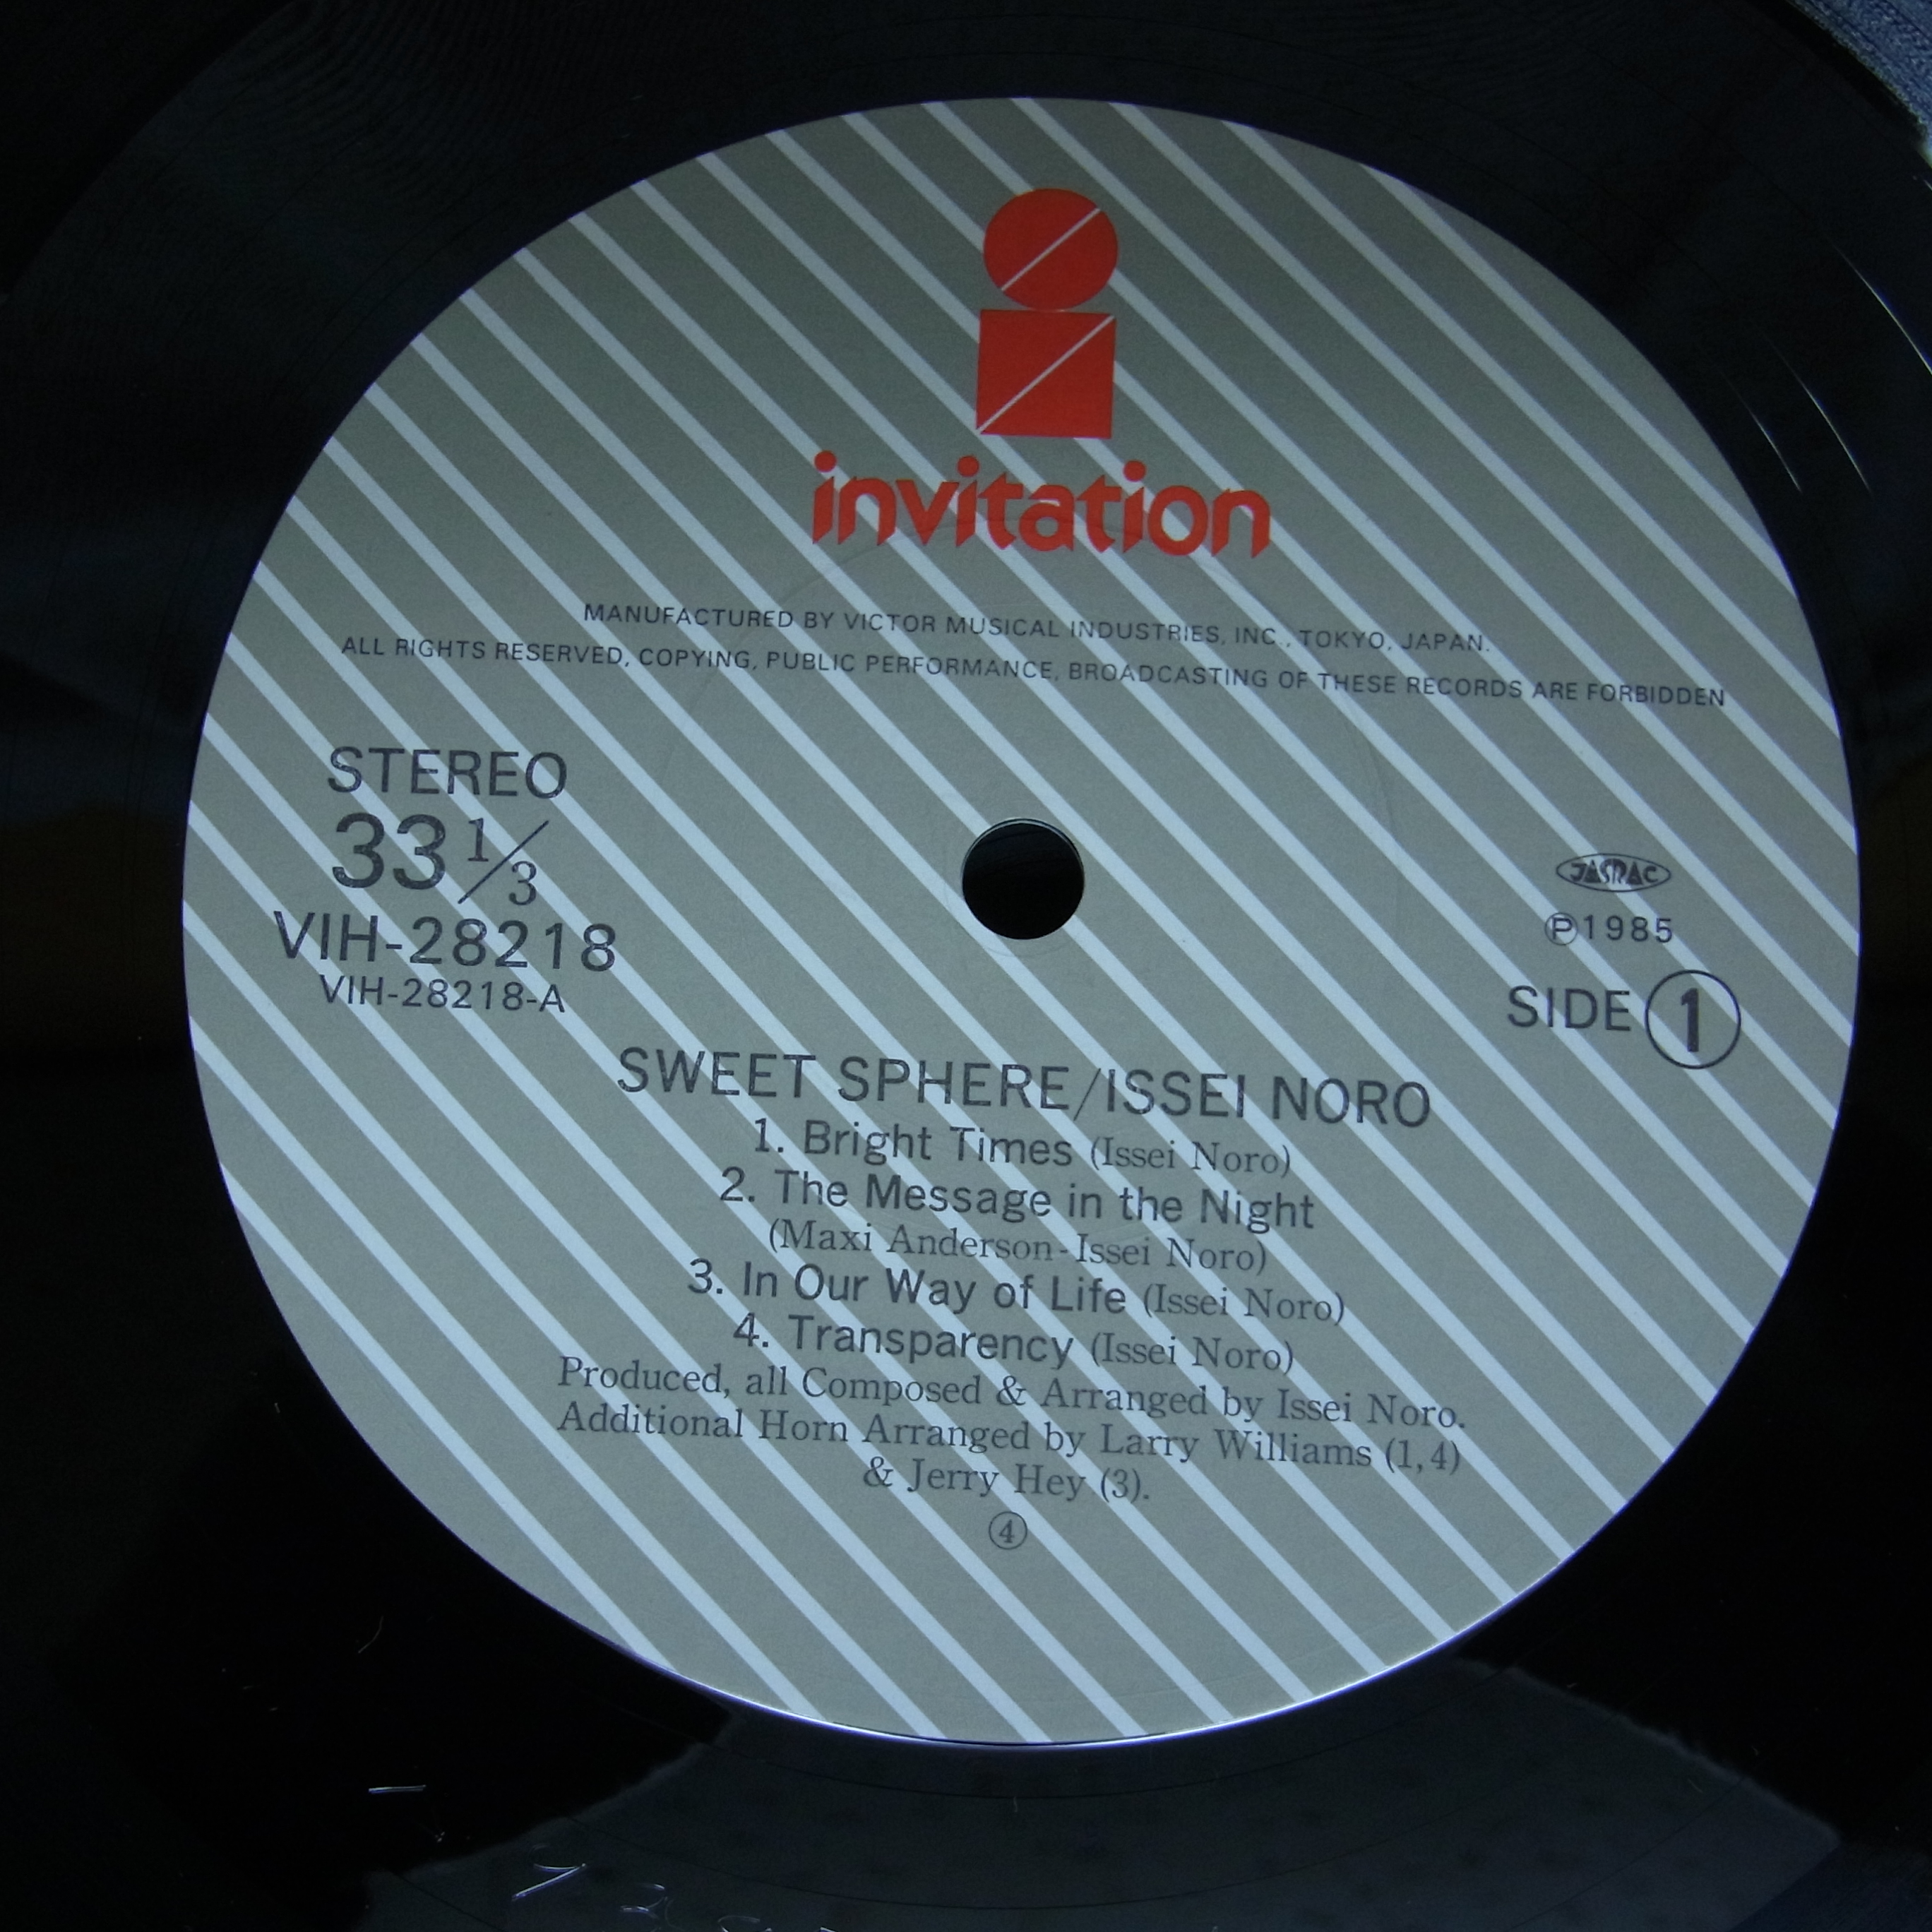 invitation
MANUFACTURED BY VICTOR MUSICAL INDUSTRIES, INC., TOKYO, JAPAN.
ALL RIGHTS RESERVED, COPYING, PUBLIC PERFORMANCE, BROADCASTING OF THESE RECORDS ARE FORBIDDEN
STEREO
33 1/3
VIH-28218
VIH-28218-A
JASRAC
Ⓟ1985
SIDE ①
SWEET SPHERE/ISSEI NORO
1. Bright Times (Issei Noro)
2. The Message in the Night
(Maxi Anderson-Issei Noro)
3. In Our Way of Life (Issei Noro)
4. Transparency (Issei Noro)
Produced, all Composed & Arranged by Issei Noro.
Additional Horn Arranged by Larry Williams (1,4)
& Jerry Hey (3).
④